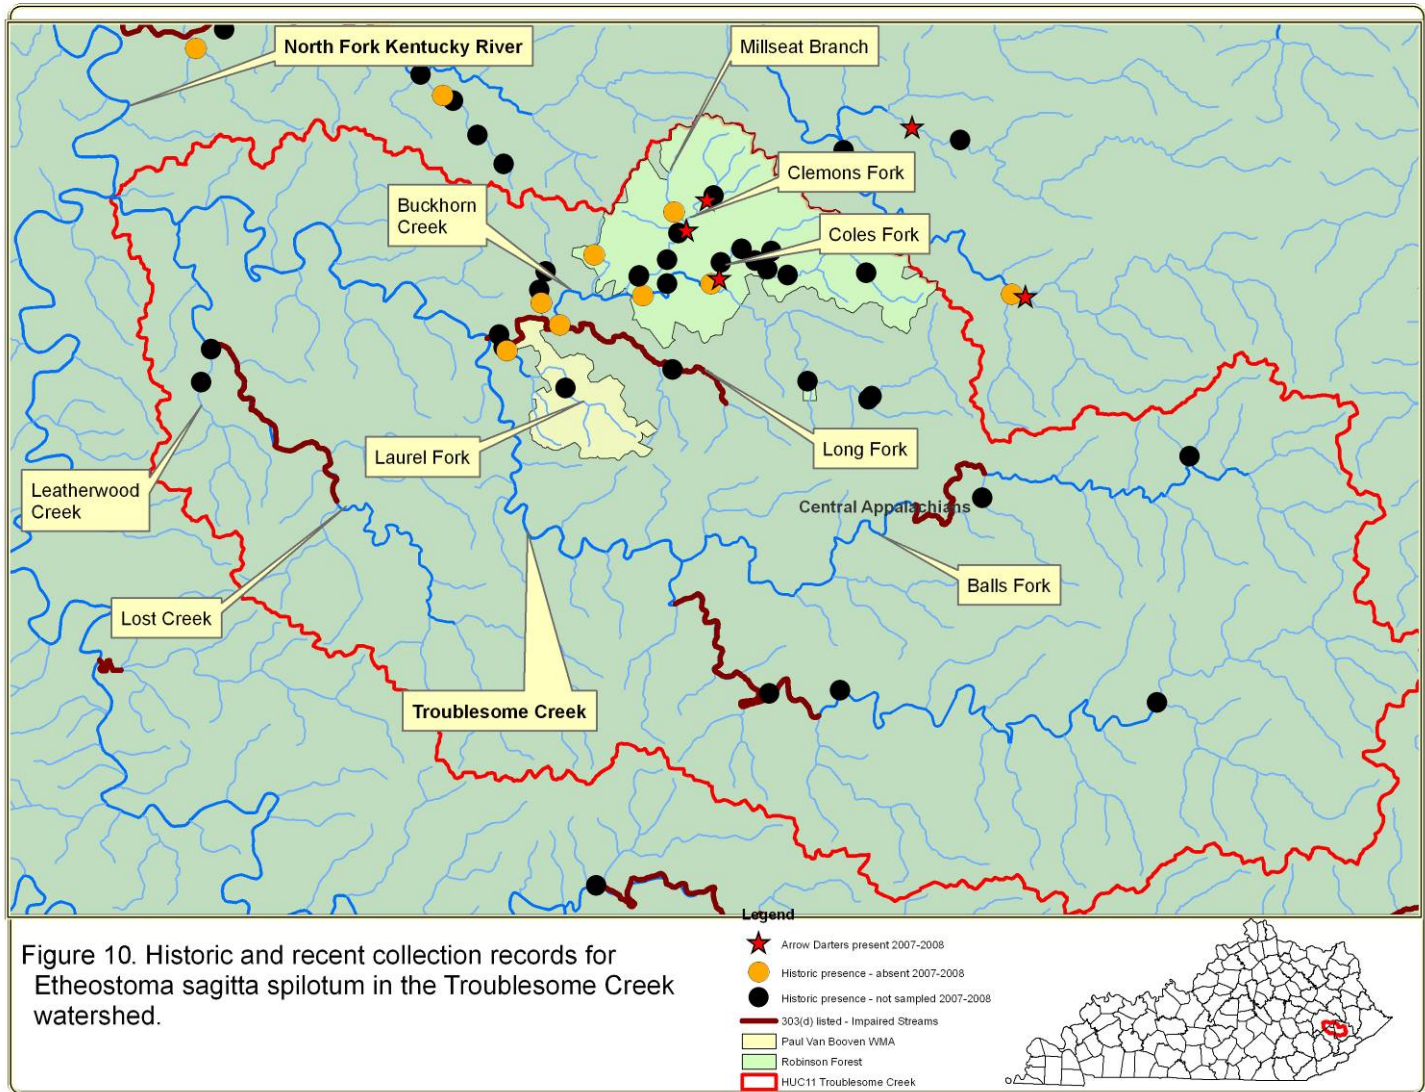 North Fork Kentucky River
Millseat Branch
Clemons Fork
Buckhorn
Creek
Coles Fork
Laurel Fork
Long Fork
Leatherwood
Creek
Central Appalachians
Balls Fork
Lost Creek
Troublesome Creek
Legend
Arrow Darters present 2007-2008
Historic presence - absent 2007-2008
Historic presence - not sampled 2007-2008
303(d) listed - Impaired Streams
Paul Van Booven WMA
Robinson Forest
HUC11 Troublesome Creek
Figure 10. Historic and recent collection records for
Etheostoma sagitta spilotum in the Troublesome Creek
watershed.